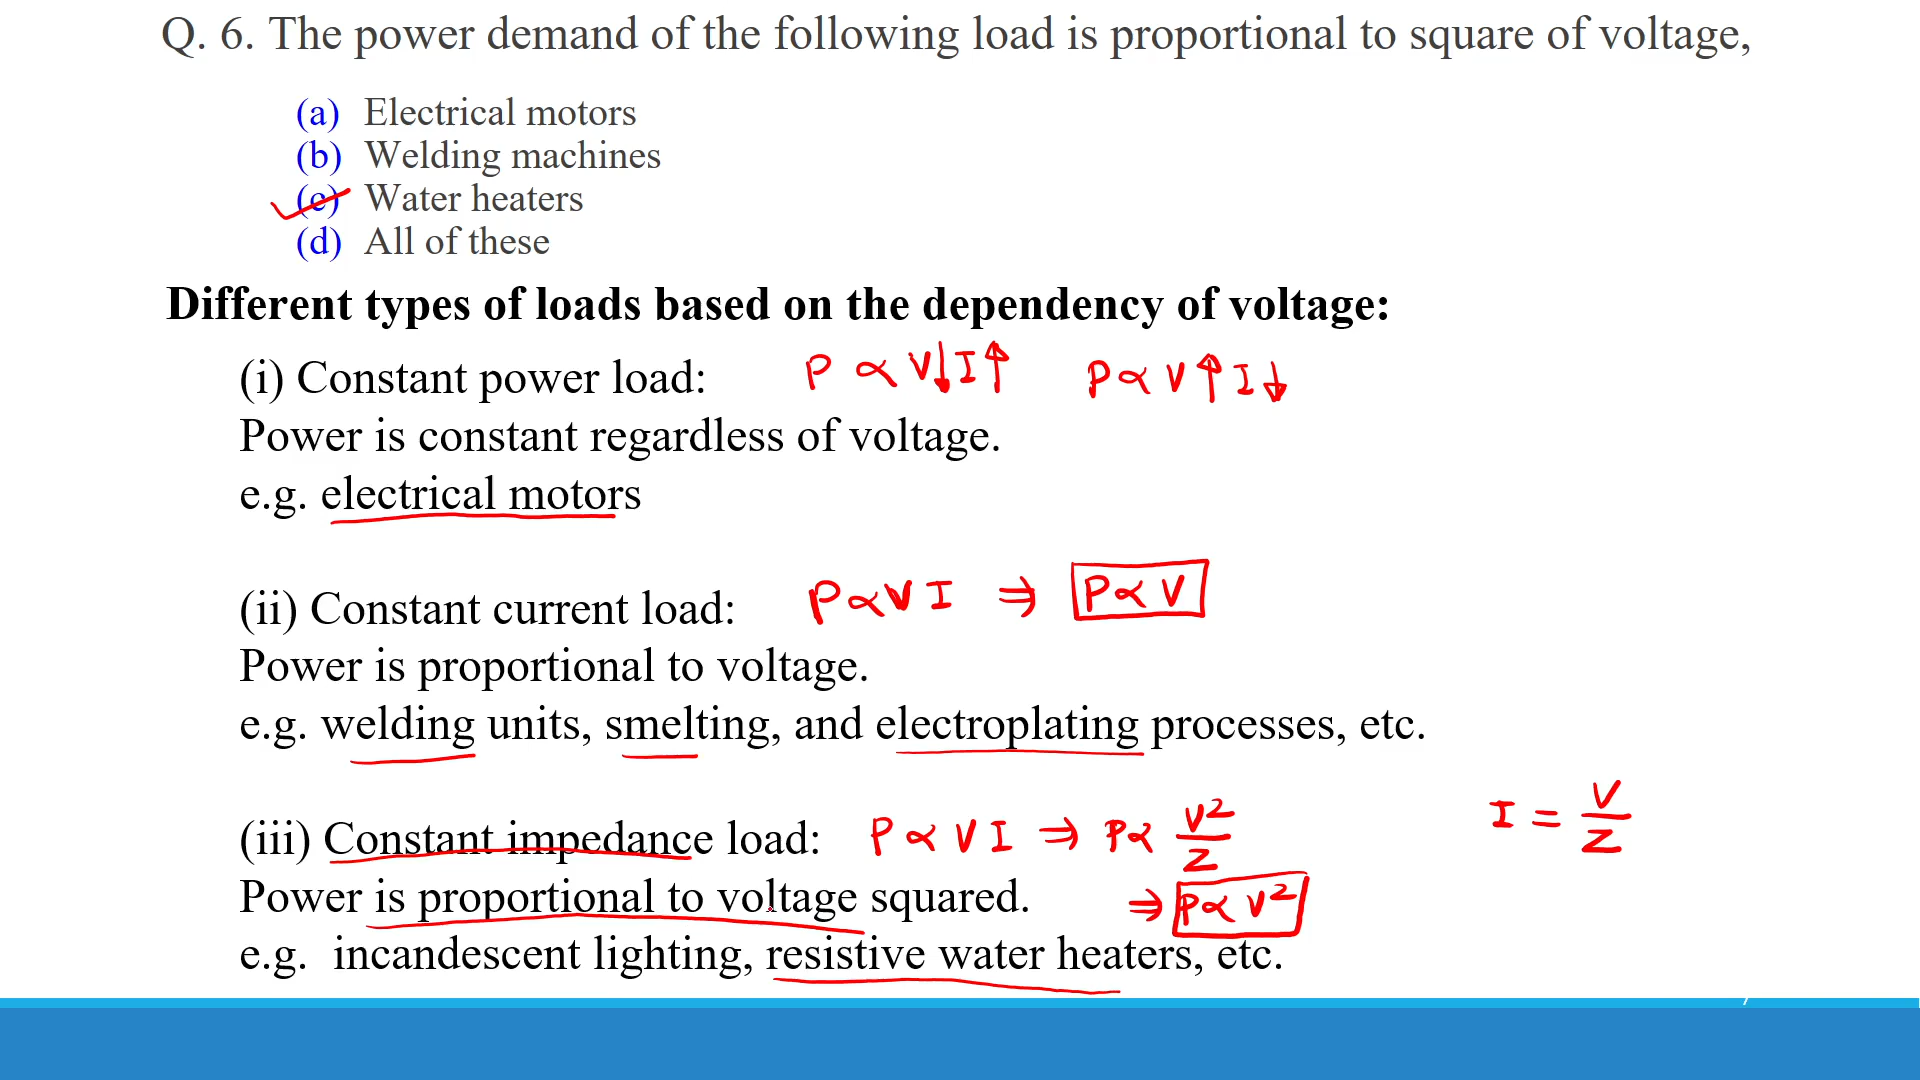 Q. 6. The power demand of the following load is proportional to square of voltage,
(a) Electrical motors
(b) Welding machines
(c) Water heaters
(d) All of these
Different types of loads based on the dependency of voltage:
(i) Constant power load: P ∝ V↓ I↑ P ∝ V↑ I↓
Power is constant regardless of voltage.
e.g. electrical motors
(ii) Constant current load: P ∝ V I ⇒ P ∝ V
Power is proportional to voltage.
e.g. welding units, smelting, and electroplating processes, etc.
(iii) Constant impedance load: P ∝ V I ⇒ P ∝ V²/Z I = V/Z
Power is proportional to voltage squared. ⇒ P ∝ V²
e.g. incandescent lighting, resistive water heaters, etc.